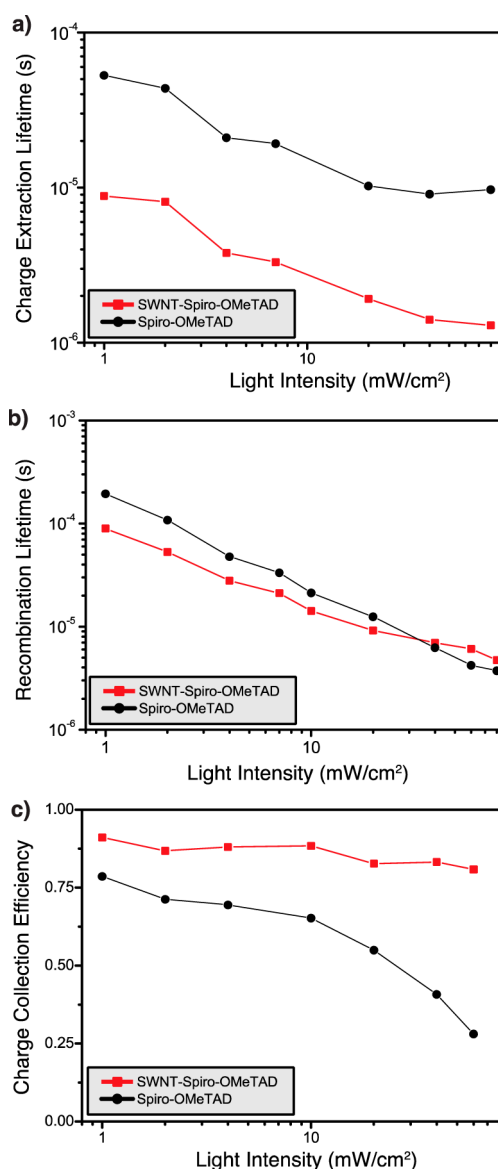 a)
Charge Extraction Lifetime (s)
10⁻⁴
10⁻⁵
10⁻⁶
SWNT-Spiro-OMeTAD
Spiro-OMeTAD
1
10
Light Intensity (mW/cm²)
b)
Recombination Lifetime (s)
10⁻³
10⁻⁴
10⁻⁵
10⁻⁶
SWNT-Spiro-OMeTAD
Spiro-OMeTAD
1
10
Light Intensity (mW/cm²)
c)
Charge Collection Efficiency
1.00
0.75
0.50
0.25
0.00
SWNT-Spiro-OMeTAD
Spiro-OMeTAD
1
10
Light Intensity (mW/cm²)